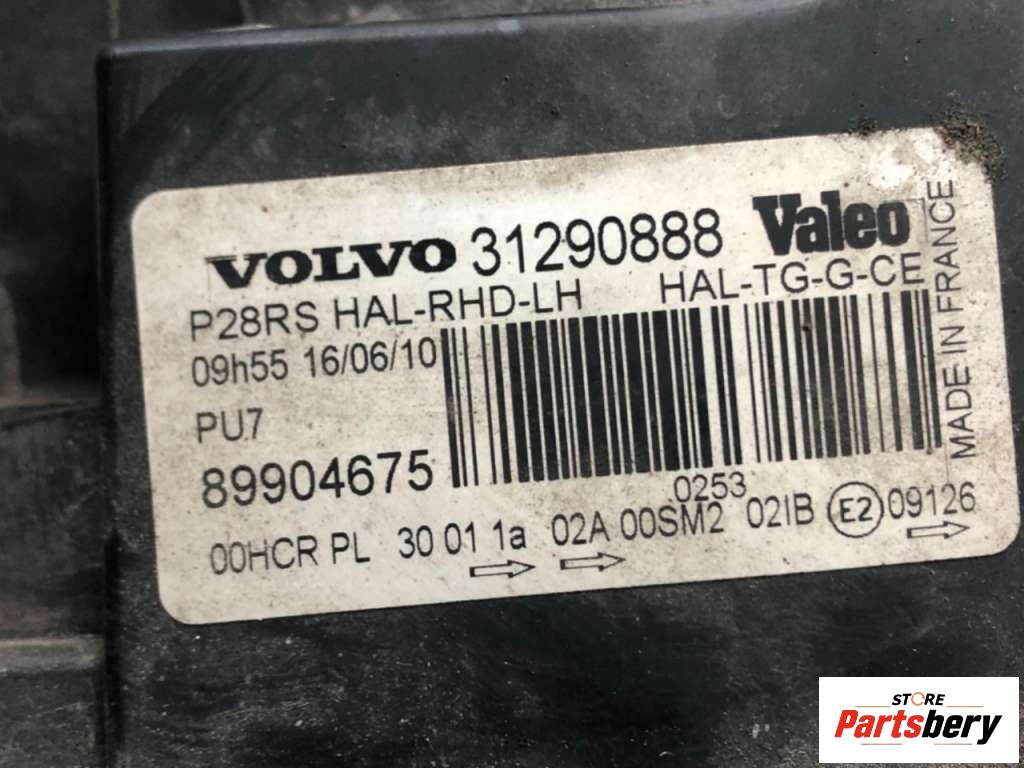 VOLVO 31290888 Valeo
P28RS HAL-RHD-LH HAL-TG-G-CE
09h55 16/06/10
PU7
89904675
0253
00HCR PL 30 01 1a 02A 00SM2 02IB E2 09126
MADE IN FRANCE
STORE
Partsbery